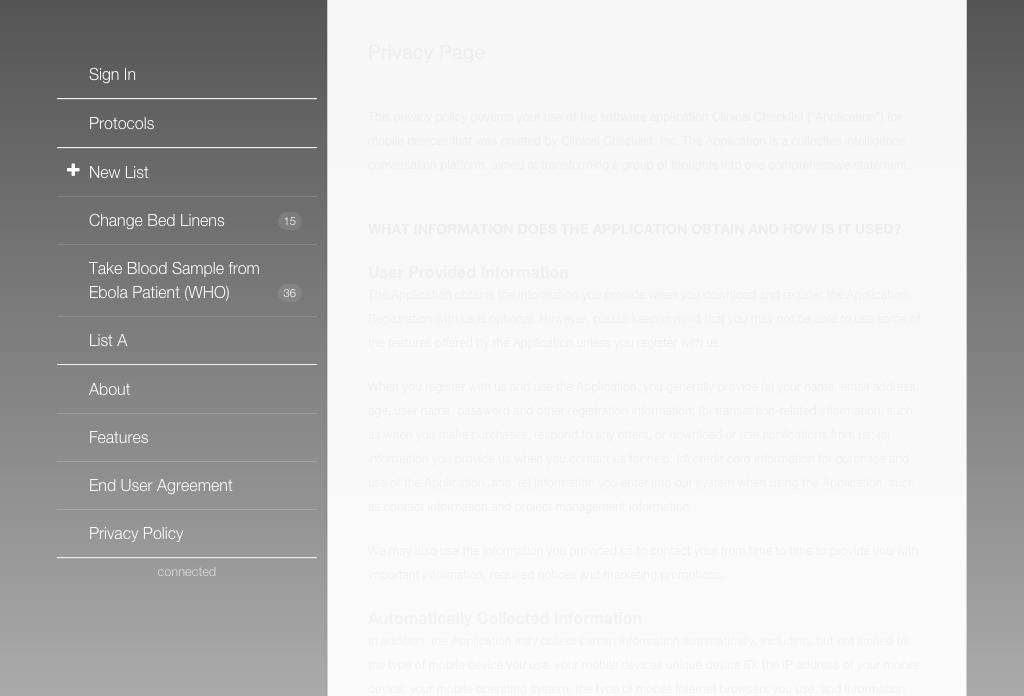 Sign In
Protocols
New List
Change Bed Linens 15
Take Blood Sample from
Ebola Patient (WHO) 36
List A
About
Features
End User Agreement
Privacy Policy
connected
Privacy Page
This privacy policy governs your use of the software application Clinical Checklist ("Application") for
mobile devices that was created by Clinical Checklist, Inc. The Application is a collective intelligence
conversation platform, aimed at transforming a group of thoughts into one comprehensive statement.
WHAT INFORMATION DOES THE APPLICATION OBTAIN AND HOW IS IT USED?
User Provided Information
The Application obtains the information you provide when you download and register the Application.
Registration with us is optional. However, please keep in mind that you may not be able to use some of
the features offered by the Application unless you register with us.
When you register with us and use the Application, you generally provide (a) your name, email address,
age, user name, password and other registration information; (b) transaction-related information, such
as when you make purchases, respond to any offers, or download or use applications from us; (c)
information you provide us when you contact us for help; (d) credit card information for purchase and
use of the Application, and; (e) information you enter into our system when using the Application, such
as contact information and project management information.
We may also use the information you provided us to contact your from time to time to provide you with
important information, required notices and marketing promotions.
Automatically Collected Information
In addition, the Application may collect certain information automatically, including, but not limited to,
the type of mobile device you use, your mobile devices unique device ID, the IP address of your mobile
device, your mobile operating system, the type of mobile Internet browsers you use, and information